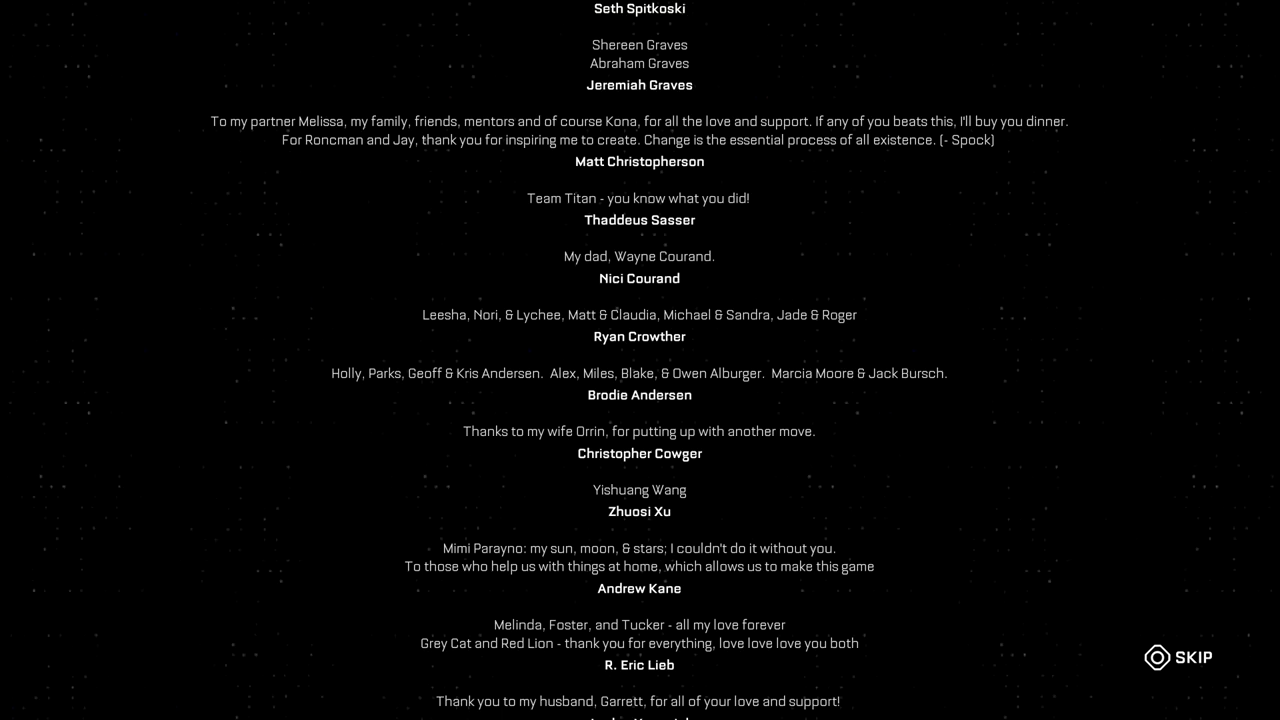 Seth Spitkoski
Shereen Graves
Abraham Graves
Jeremiah Graves
To my partner Melissa, my family, friends, mentors and of course Kona, for all the love and support. If any of you beats this, I'll buy you dinner.
For Roncman and Jay, thank you for inspiring me to create. Change is the essential process of all existence. (- Spock)
Matt Christopherson
Team Titan - you know what you did!
Thaddeus Sasser
My dad, Wayne Courand.
Nici Courand
Leesha, Nori, & Lychee, Matt & Claudia, Michael & Sandra, Jade & Roger
Ryan Crowther
Holly, Parks, Geoff & Kris Andersen.  Alex, Miles, Blake, & Owen Alburger.  Marcia Moore & Jack Bursch.
Brodie Andersen
Thanks to my wife Orrin, for putting up with another move.
Christopher Cowger
Yishuang Wang
Zhuosi Xu
Mimi Parayno: my sun, moon, & stars; I couldn't do it without you.
To those who help us with things at home, which allows us to make this game
Andrew Kane
Melinda, Foster, and Tucker - all my love forever
Grey Cat and Red Lion - thank you for everything, love love love you both
R. Eric Lieb
SKIP
Thank you to my husband, Garrett, for all of your love and support!